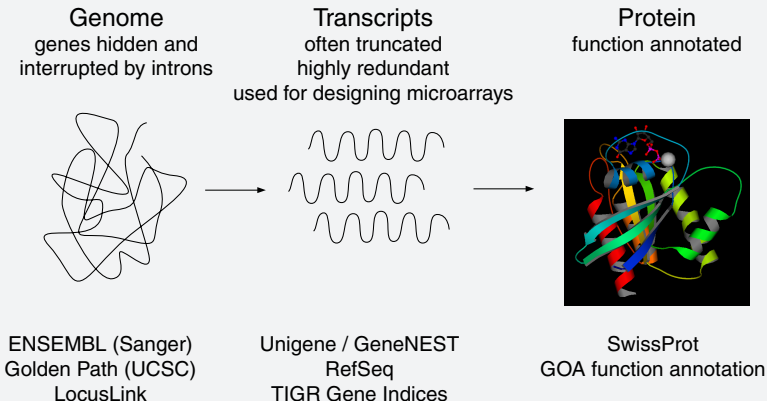 Genome
genes hidden and
interrupted by introns
Transcripts
often truncated
highly redundant
used for designing microarrays
Protein
function annotated
ENSEMBL (Sanger)
Golden Path (UCSC)
LocusLink
Unigene / GeneNEST
RefSeq
TIGR Gene Indices
SwissProt
GOA function annotation